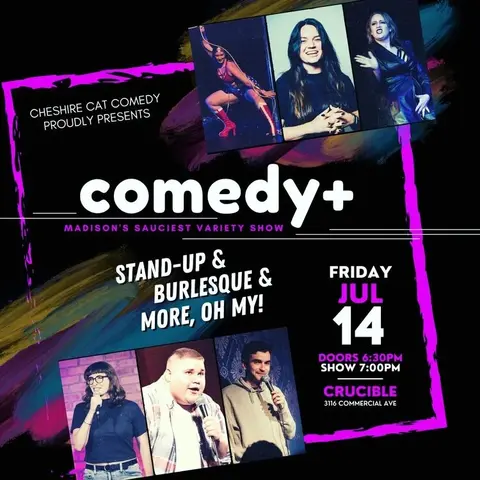 CHESHIRE CAT COMEDY
PROUDLY PRESENTS
comedy+
MADISON'S SAUCIEST VARIETY SHOW
STAND-UP &
BURLESQUE &
MORE, OH MY!
FRIDAY
JUL
14
DOORS 6:30PM
SHOW 7:00PM
CRUCIBLE
3116 COMMERCIAL AVE